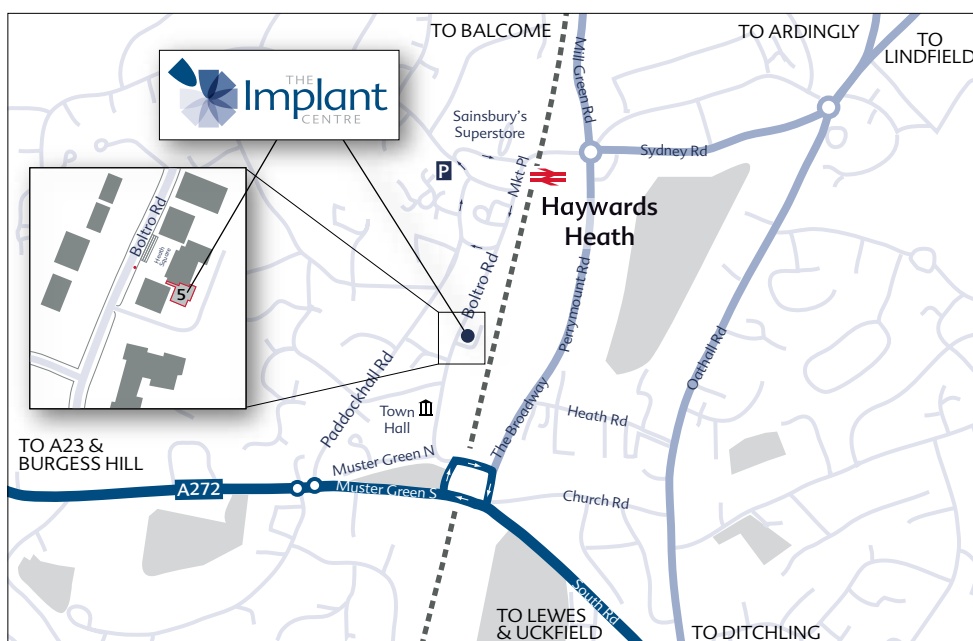 TO BALCOME
TO ARDINGLY
TO
LINDFIELD
THE
Implant
CENTRE
Mill Green Rd
Sainsbury's
Superstore
Sydney Rd
P
Mkt Pl
Haywards
Heath
Boltro Rd
Heath
Square
5
Boltro Rd
Perrymount Rd
Oathall Rd
Paddockhall Rd
Town
Hall
The Broadway
Heath Rd
TO A23 &
BURGESS HILL
Muster Green N
A272
Muster Green S
Church Rd
South Rd
TO LEWES
& UCKFIELD
TO DITCHLING